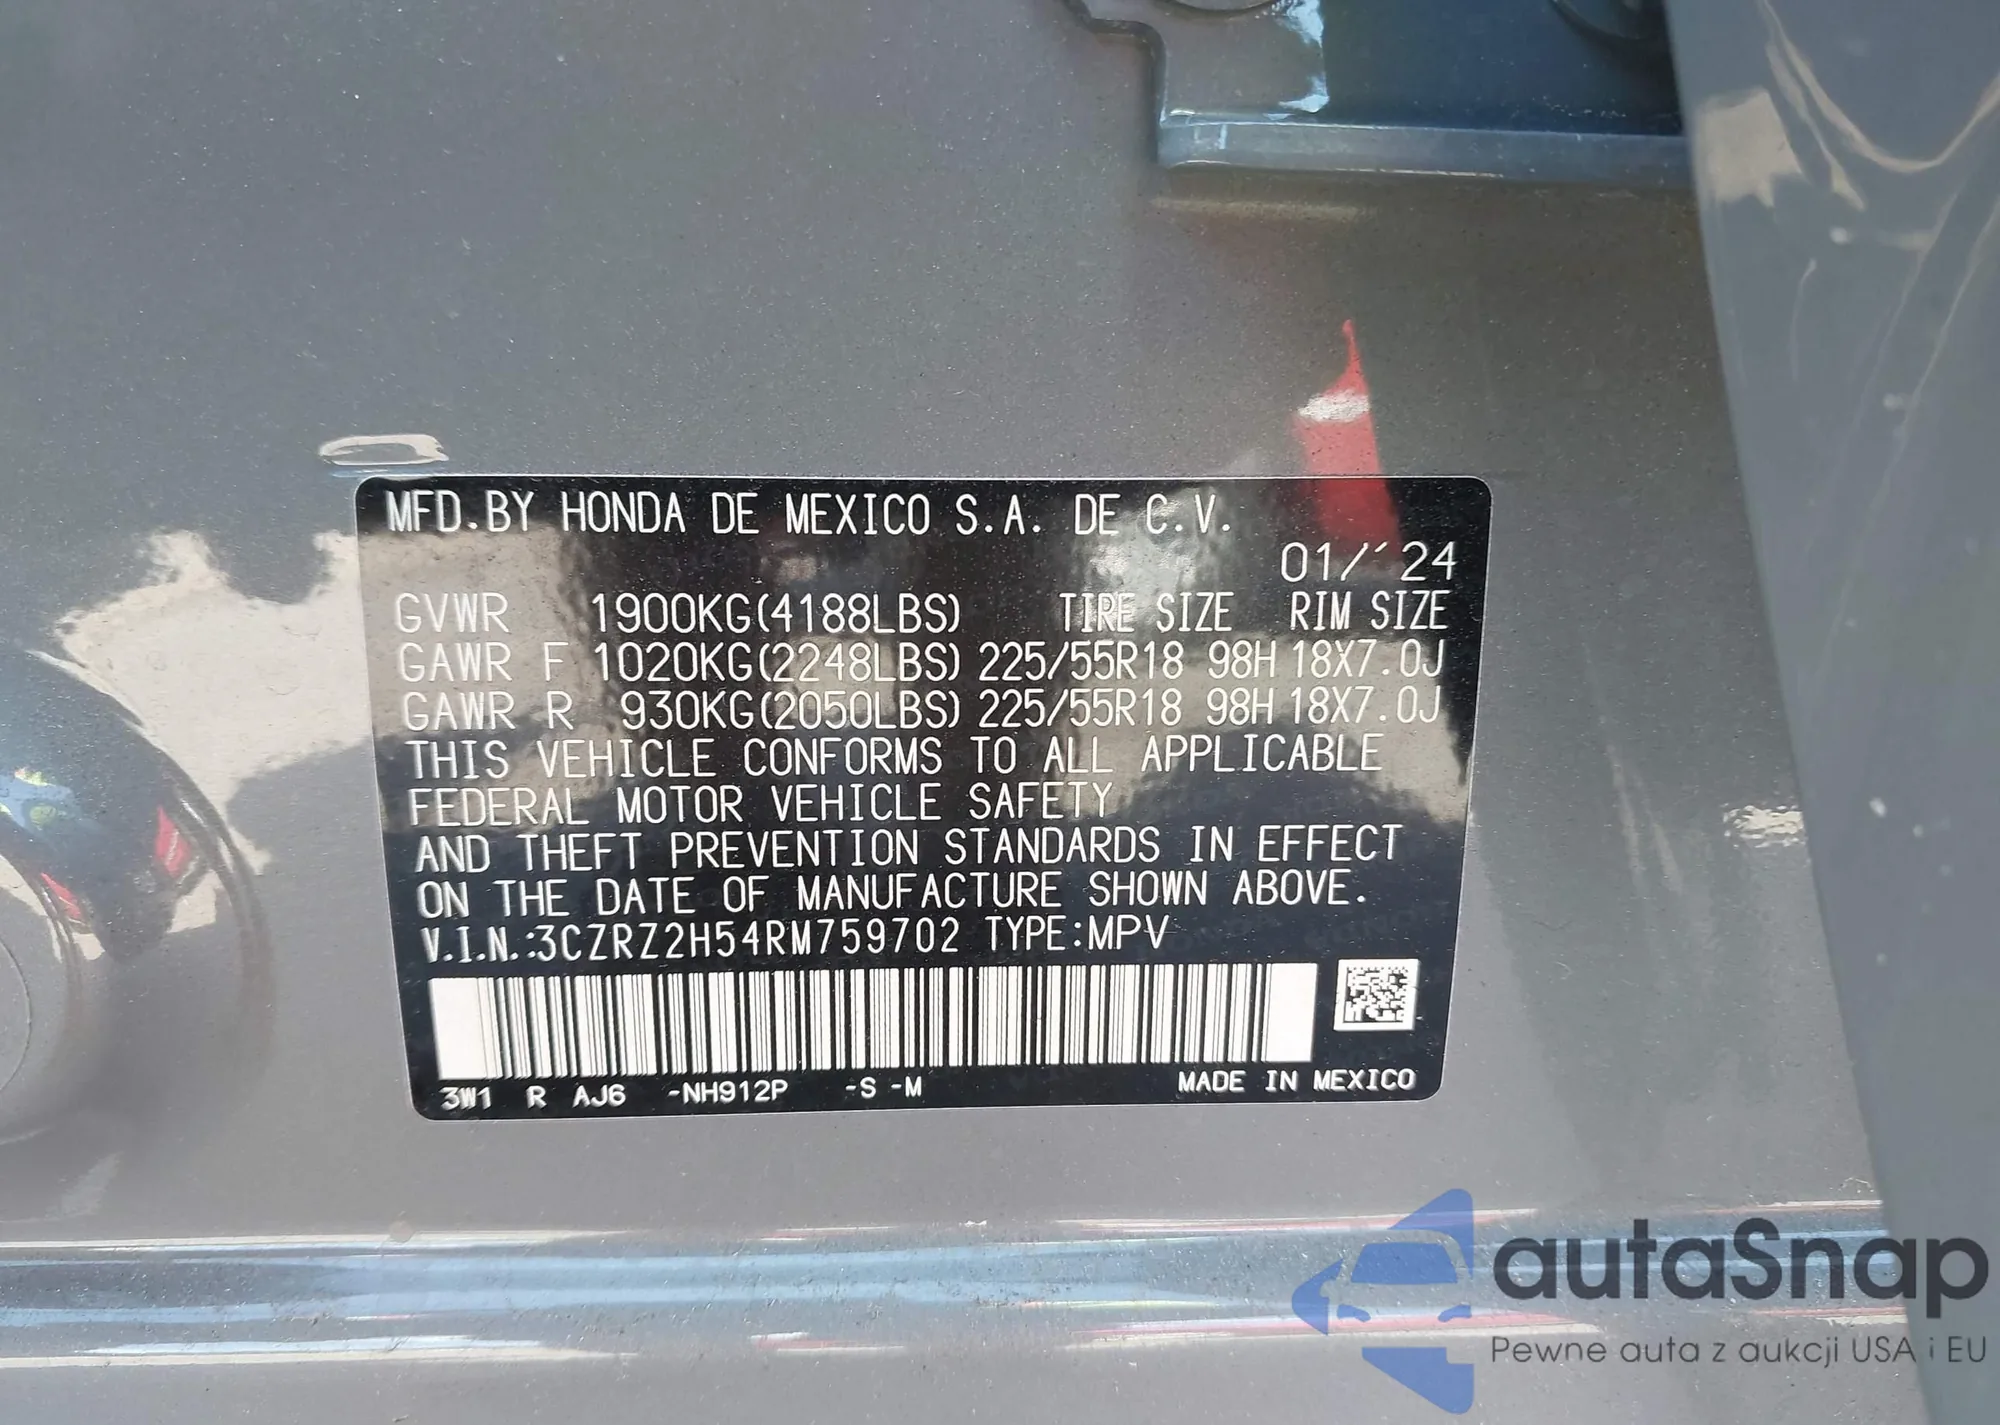 MFD.BY HONDA DE MEXICO S.A. DE C.V.
01/´24
GVWR 1900KG(4188LBS) TIRE SIZE RIM SIZE
GAWR F 1020KG(2248LBS) 225/55R18 98H 18X7.0J
GAWR R 930KG(2050LBS) 225/55R18 98H 18X7.0J
THIS VEHICLE CONFORMS TO ALL APPLICABLE
FEDERAL MOTOR VEHICLE SAFETY
AND THEFT PREVENTION STANDARDS IN EFFECT
ON THE DATE OF MANUFACTURE SHOWN ABOVE.
V.I.N.:3CZRZ2H54RM759702 TYPE:MPV
3W1 R AJ6 -NH912P -S -M MADE IN MEXICO
autaSnap
Pewne auta z aukcji USA i EU